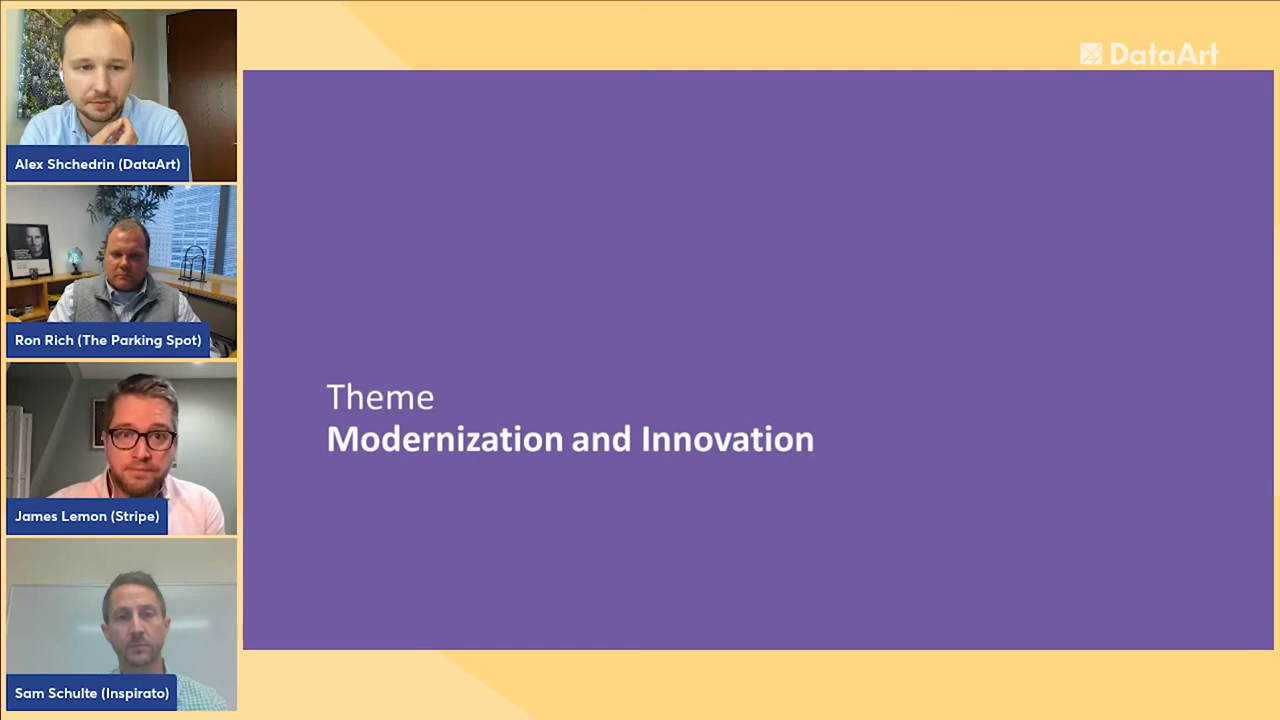 DataArt
Alex Shchedrin (DataArt)
Ron Rich (The Parking Spot)
James Lemon (Stripe)
Sam Schulte (Inspirato)
Theme
Modernization and Innovation